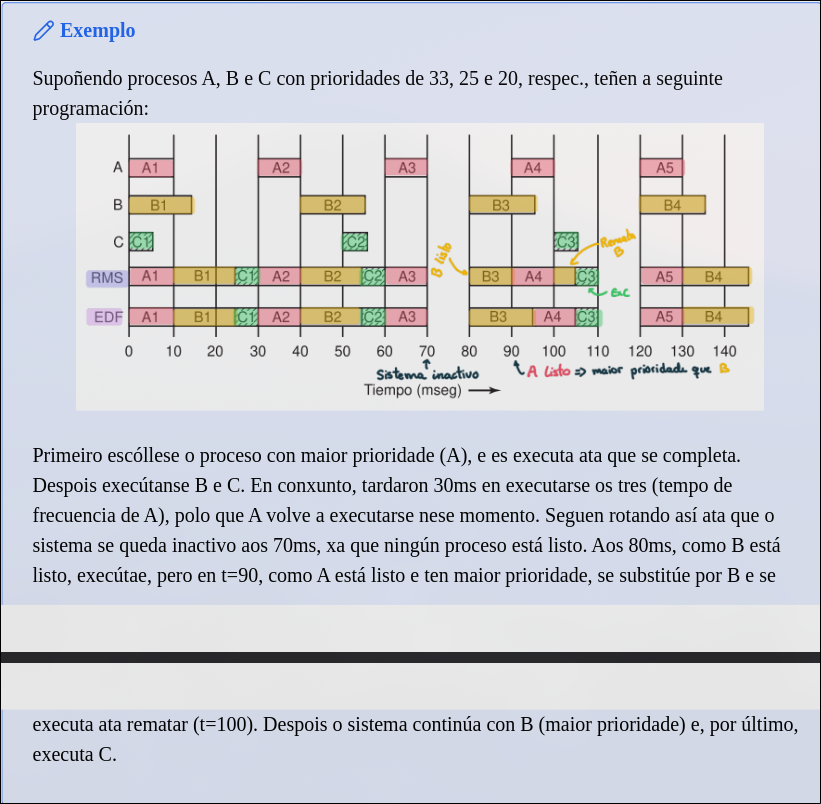 Exemplo
Supoñendo procesos A, B e C con prioridades de 33, 25 e 20, respec., teñen a seguinte
programación:
A A1 A2 A3 A4 A5
B B1 B2 B3 B4
C C1 C2 C3
B listo
Remata
B
RMS A1 B1 C1 A2 B2 C2 A3 B3 A4 C3 A5 B4
exC
EDF A1 B1 C1 A2 B2 C2 A3 B3 A4 C3 A5 B4
0 10 20 30 40 50 60 70 80 90 100 110 120 130 140
Sistema inactivo
A listo => maior prioridade que B
Tiempo (mseg)
Primeiro escóllese o proceso con maior prioridade (A), e es executa ata que se completa.
Despois execútanse B e C. En conxunto, tardaron 30ms en executarse os tres (tempo de
frecuencia de A), polo que A volve a executarse nese momento. Seguen rotando así ata que o
sistema se queda inactivo aos 70ms, xa que ningún proceso está listo. Aos 80ms, como B está
listo, execútae, pero en t=90, como A está listo e ten maior prioridade, se substitúe por B e se
executa ata rematar (t=100). Despois o sistema continúa con B (maior prioridade) e, por último,
executa C.